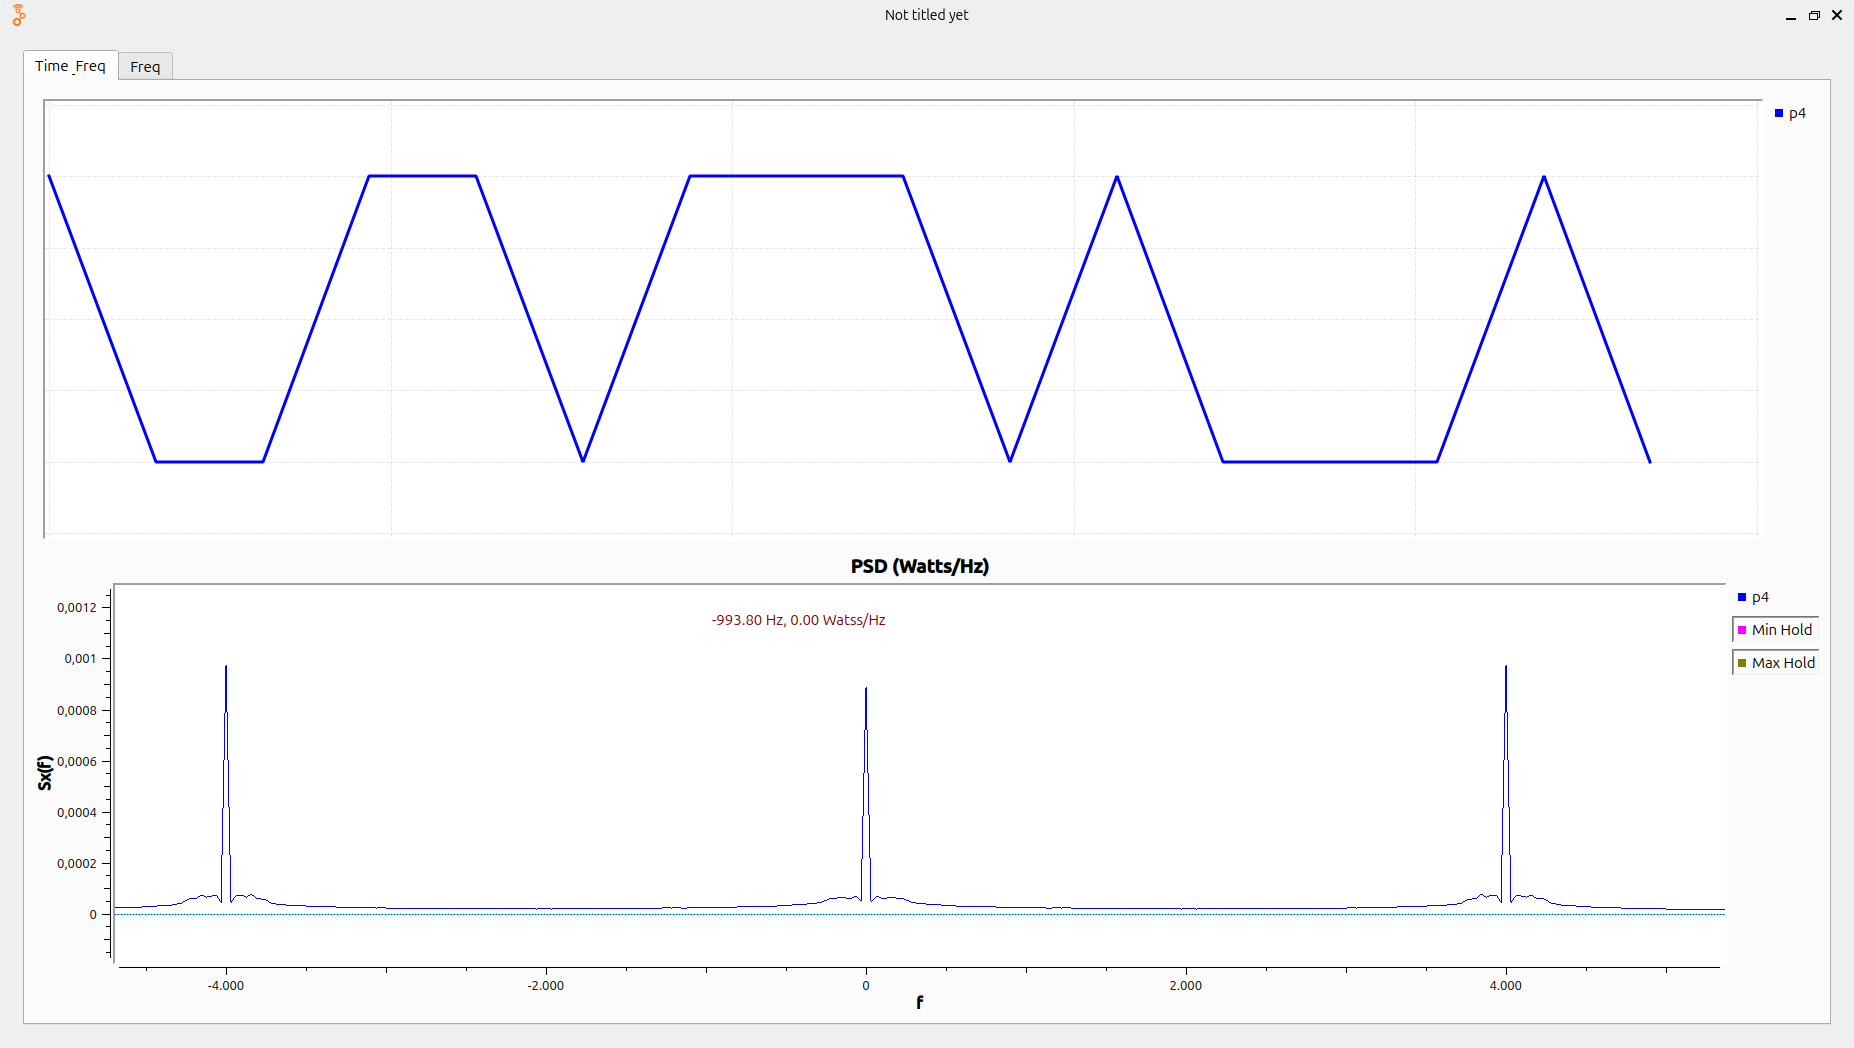 Not titled yet
Time_Freq
Freq
p4
PSD (Watts/Hz)
0,0012
0,001
0,0008
0,0006
0,0004
0,0002
0
Sx(f)
-993.80 Hz, 0.00 Watss/Hz
p4
Min Hold
Max Hold
-4.000
-2.000
0
2.000
4.000
f